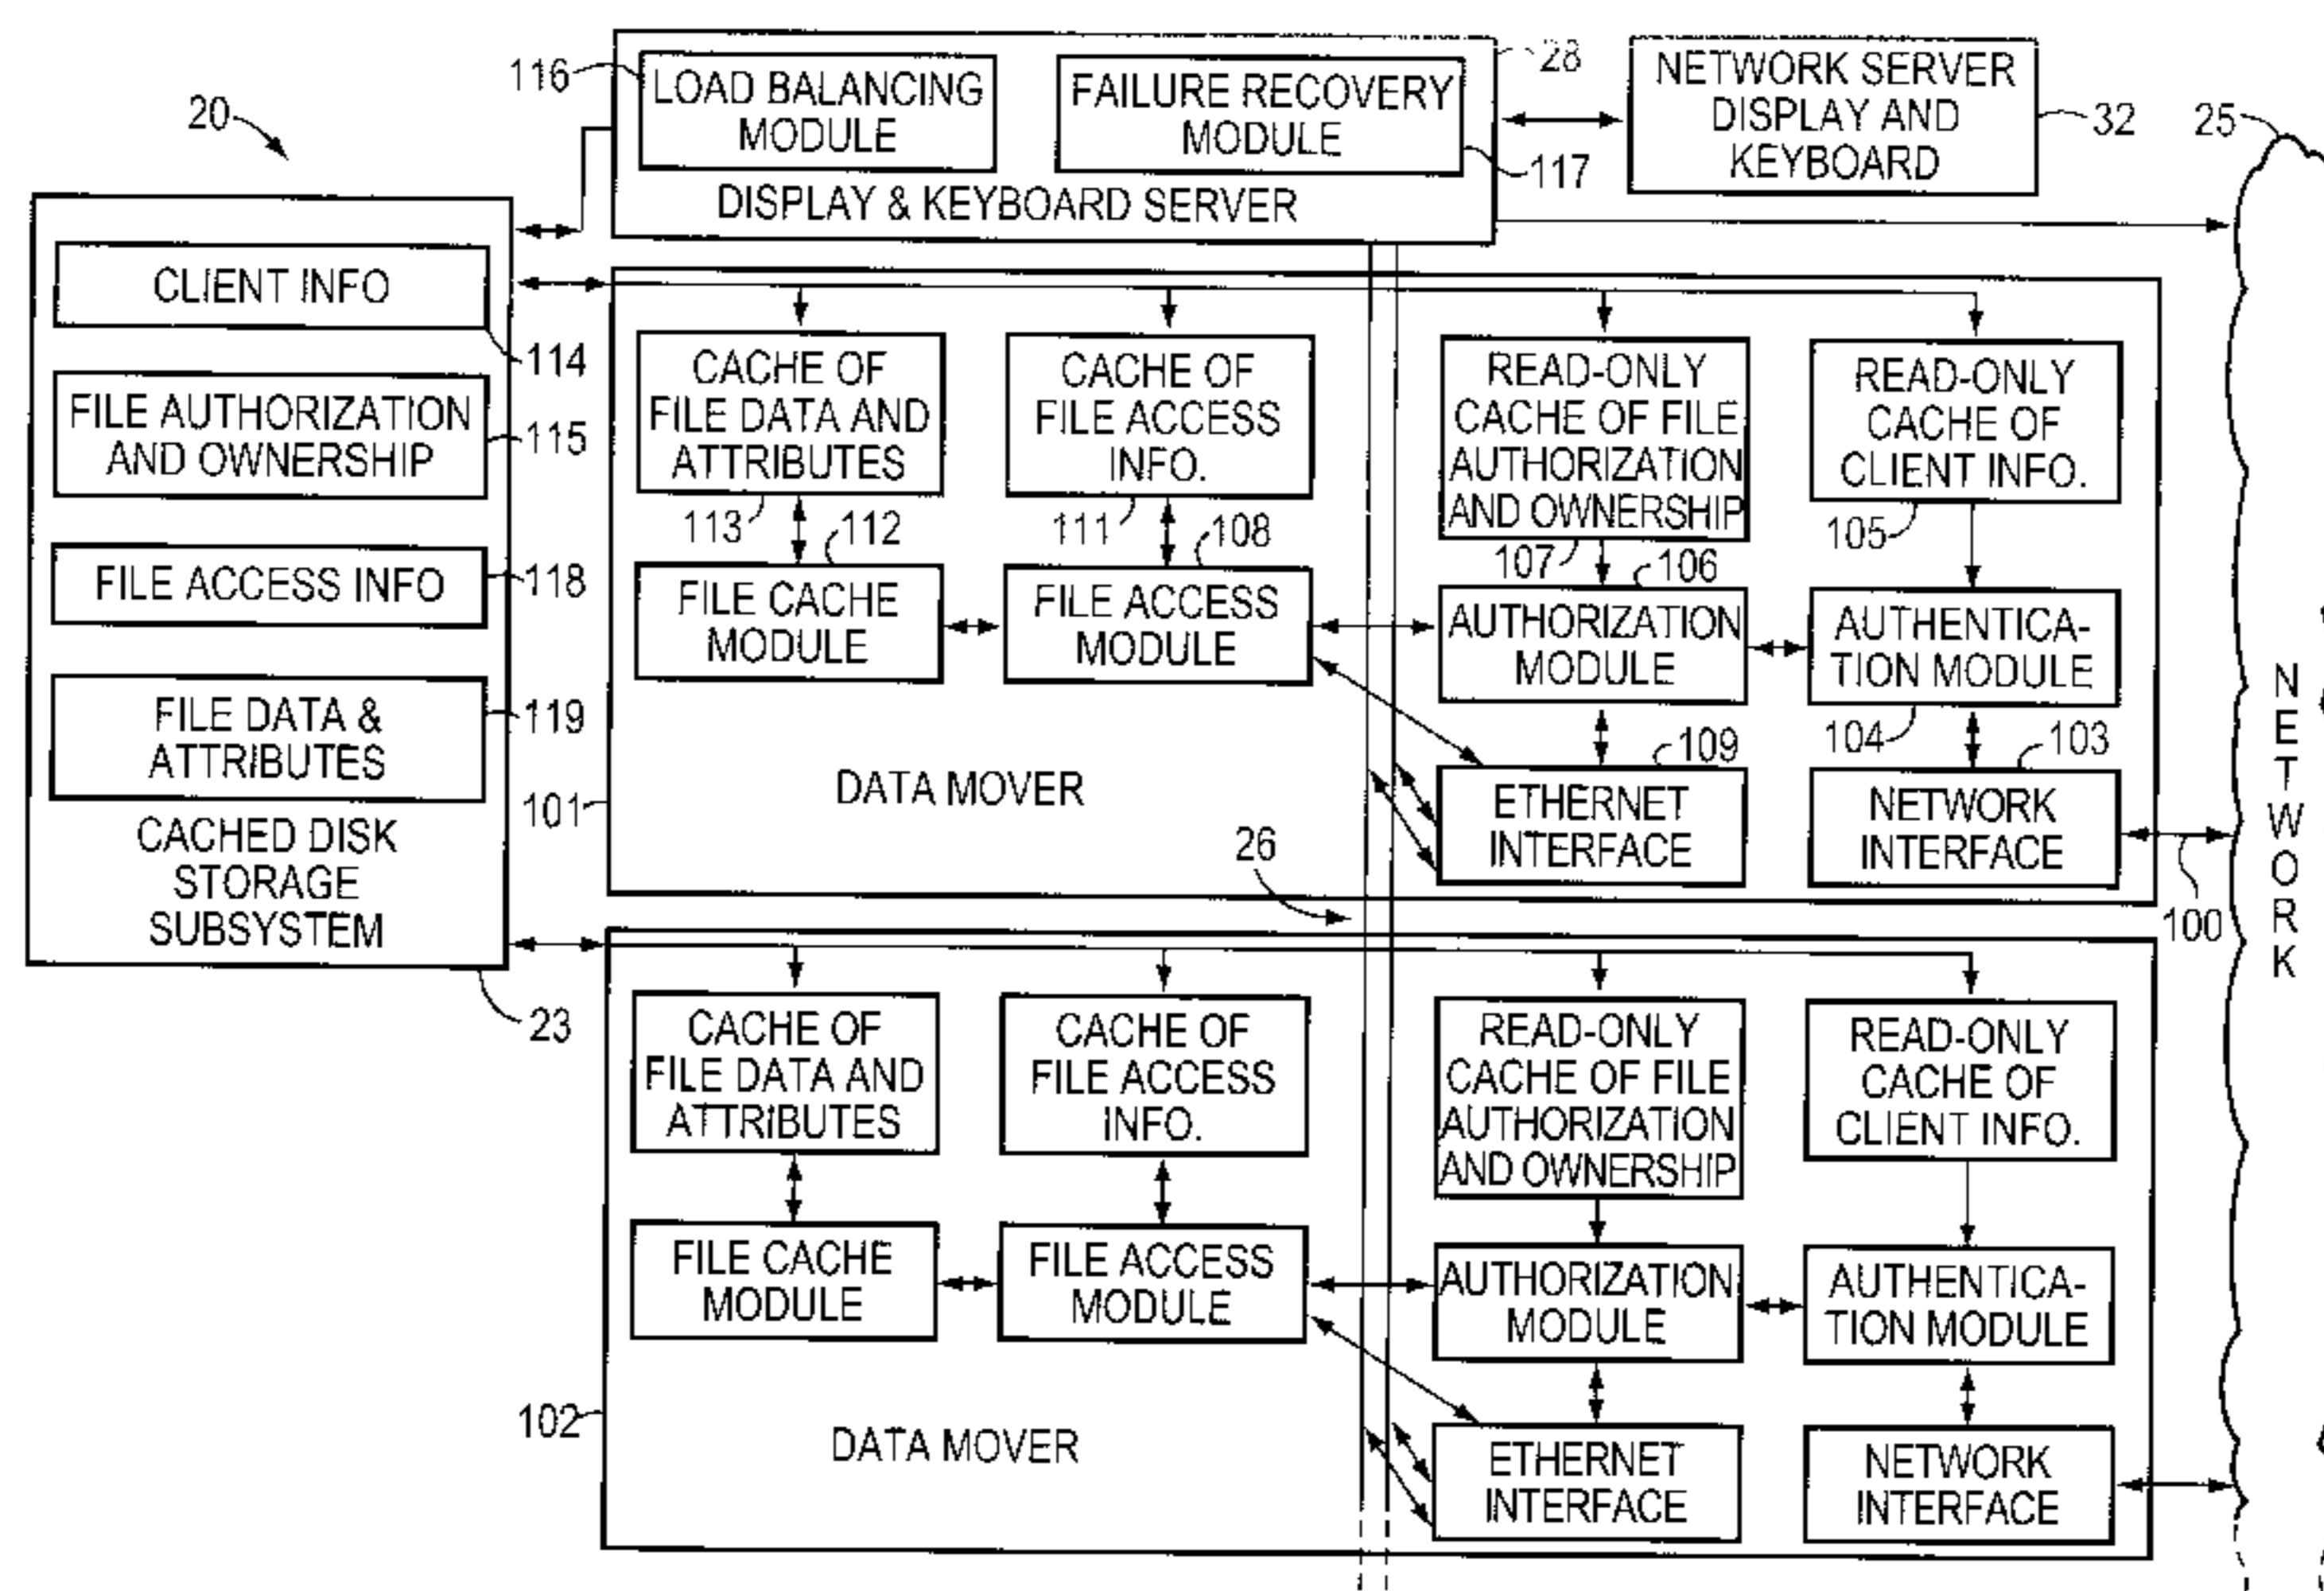 116
LOAD BALANCING
MODULE
FAILURE RECOVERY
MODULE
117
DISPLAY & KEYBOARD SERVER
28
NETWORK SERVER
DISPLAY AND
KEYBOARD
32
25
20
CLIENT INFO
114
FILE AUTHORIZATION
AND OWNERSHIP
115
FILE ACCESS INFO
118
FILE DATA &
ATTRIBUTES
119
CACHED DISK
STORAGE
SUBSYSTEM
23
CACHE OF
FILE DATA AND
ATTRIBUTES
113
CACHE OF
FILE ACCESS
INFO.
111
READ-ONLY
CACHE OF FILE
AUTHORIZATION
AND OWNERSHIP
107
READ-ONLY
CACHE OF
CLIENT INFO.
105
112
FILE CACHE
MODULE
108
FILE ACCESS
MODULE
106
AUTHORIZATION
MODULE
AUTHENTICA-
TION MODULE
104
DATA MOVER
101
109
ETHERNET
INTERFACE
103
NETWORK
INTERFACE
100
26
NETWORK
CACHE OF
FILE DATA AND
ATTRIBUTES
CACHE OF
FILE ACCESS
INFO.
READ-ONLY
CACHE OF FILE
AUTHORIZATION
AND OWNERSHIP
READ-ONLY
CACHE OF
CLIENT INFO.
FILE CACHE
MODULE
FILE ACCESS
MODULE
AUTHORIZATION
MODULE
AUTHENTICA-
TION MODULE
102
DATA MOVER
ETHERNET
INTERFACE
NETWORK
INTERFACE